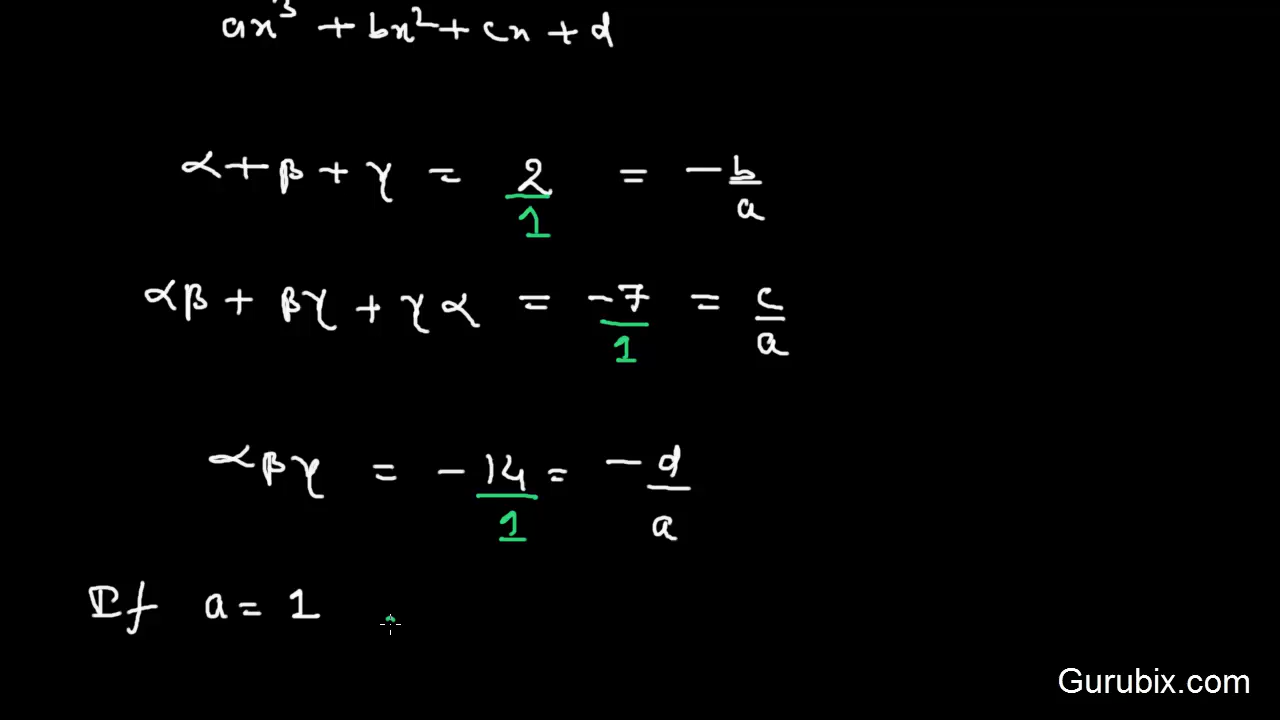 ax³ + bx² + cx + d
α + β + γ = 2/1 = -b/a
αβ + βγ + γα = -7/1 = c/a
αβγ = -14/1 = -d/a
If a = 1
Gurubix.com